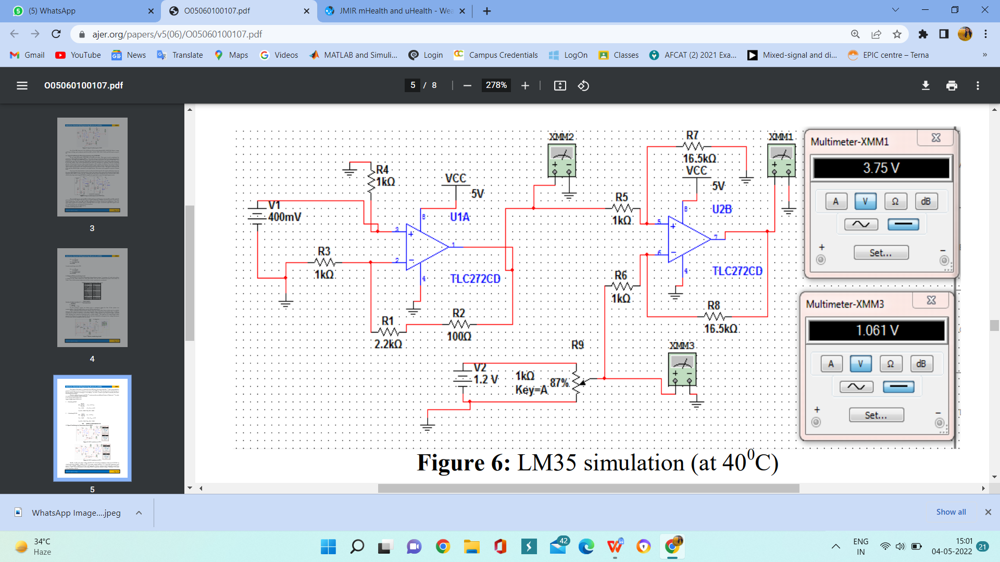 (5) WhatsApp
O05060100107.pdf
JMIR mHealth and uHealth - Wea
ajer.org/papers/v5(06)/O05060100107.pdf
Gmail
YouTube
News
Translate
Maps
Videos
MATLAB and Simuli...
Login
Campus Credentials
LogOn
Classes
AFCAT (2) 2021 Exa...
Mixed-signal and di...
EPIC centre – Terna
»
O05060100107.pdf
5 / 8
278%
3
4
5
XMM2
R7
16.5kΩ
XMM1
R4
1kΩ
VCC
5V
VCC
5V
V1
400mV
8
U1A
3
2
1
4
TLC272CD
R3
1kΩ
R5
1kΩ
8
U2B
5
6
7
4
TLC272CD
R6
1kΩ
R1
2.2kΩ
R2
100Ω
R8
16.5kΩ
R9
V2
1.2 V
1kΩ
Key=A
87%
XMM3
Multimeter-XMM1
3.75 V
A
V
Ω
dB
+
Set...
–
Multimeter-XMM3
1.061 V
A
V
Ω
dB
+
Set...
–
Figure 6: LM35 simulation (at 40⁰C)
WhatsApp Image....jpeg
Show all
34°C
Haze
42
ENG
IN
15:01
04-05-2022
21